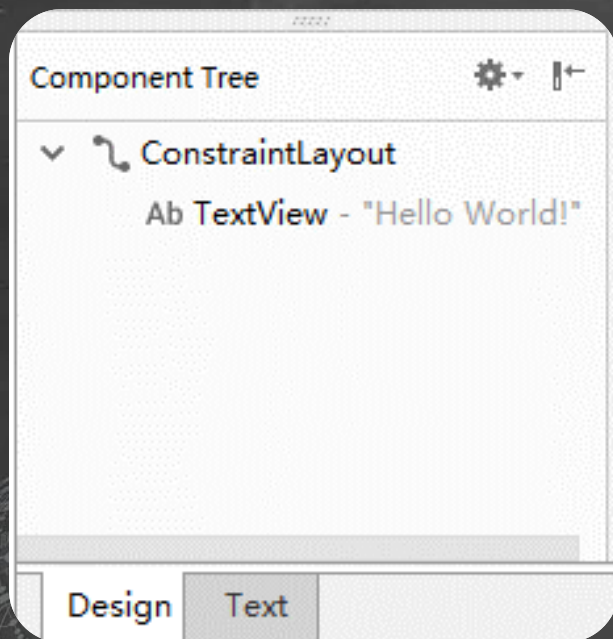 Component Tree
ConstraintLayout
Ab TextView - "Hello World!"
Design Text